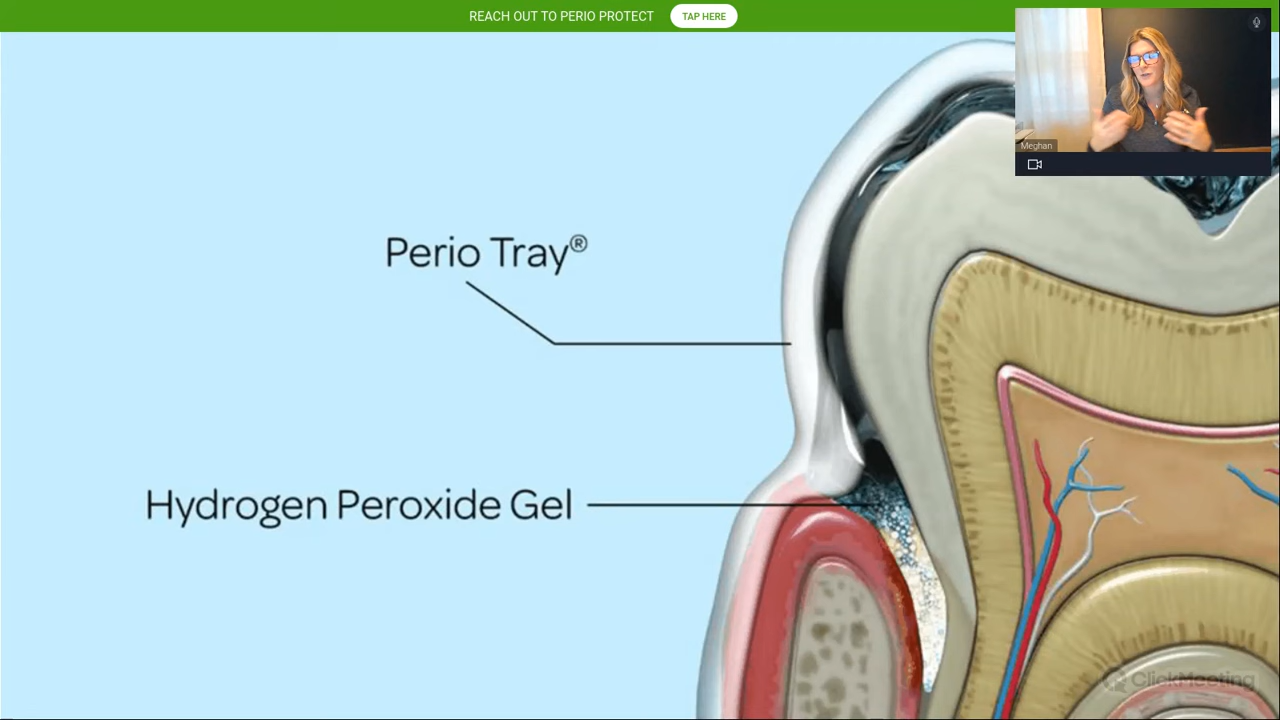 REACH OUT TO PERIO PROTECT
TAP HERE
Meghan
Perio Tray®
Hydrogen Peroxide Gel
ClickMeeting